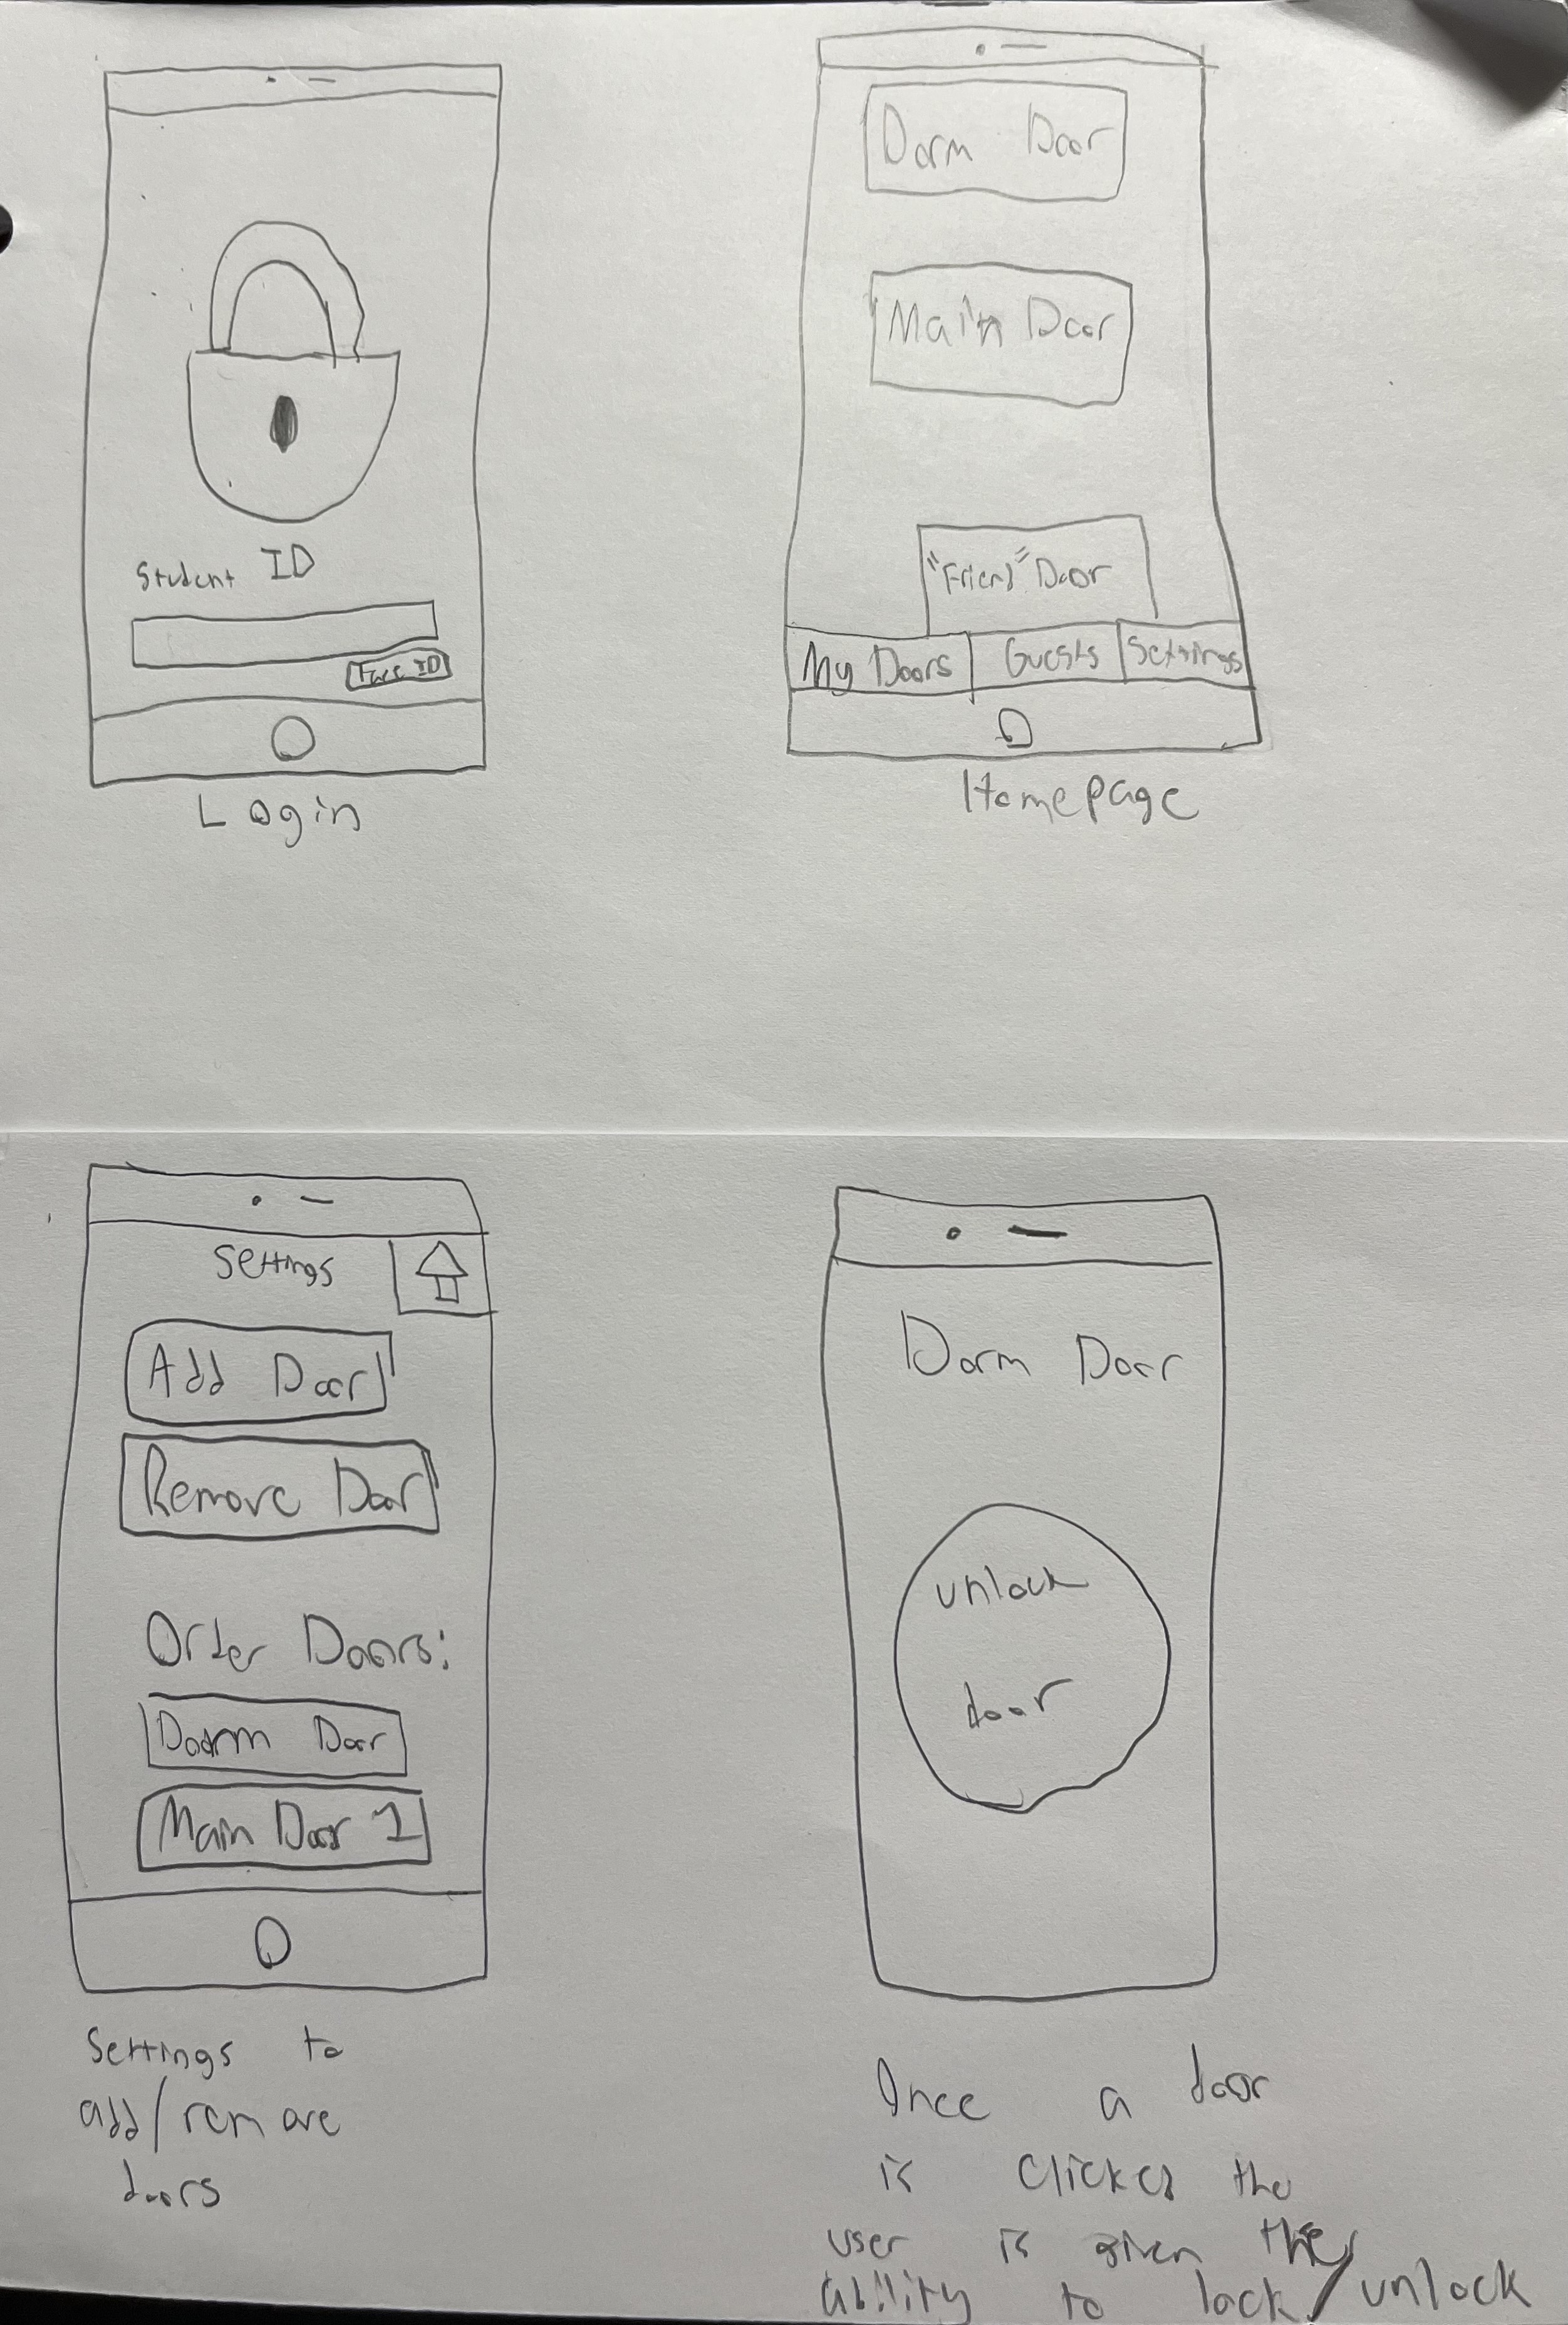 Student ID
Face ID
Login
Dorm Door
Main Door
"Friend" Door
My Doors
Guests
Settings
Homepage
Settings
Add Door
Remove Door
Order Doors:
Dorm Door
Main Door 1
Settings to
add/remove
doors
Dorm Door
unlock
door
Once a door
is clicked the
user is given the
ability to lock/unlock